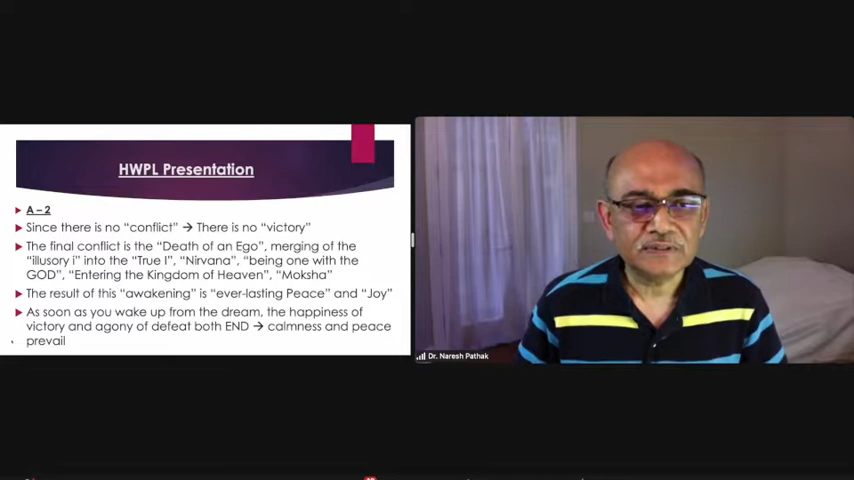 HWPL Presentation
A – 2
Since there is no “conflict” → There is no “victory”
The final conflict is the “Death of an Ego”, merging of the
“illusory i” into the “True I”, “Nirvana”, “being one with the
GOD”, “Entering the Kingdom of Heaven”, “Moksha”
The result of this “awakening” is “ever-lasting Peace” and “Joy”
As soon as you wake up from the dream, the happiness of
victory and agony of defeat both END → calmness and peace
prevail
Dr. Naresh Pathak